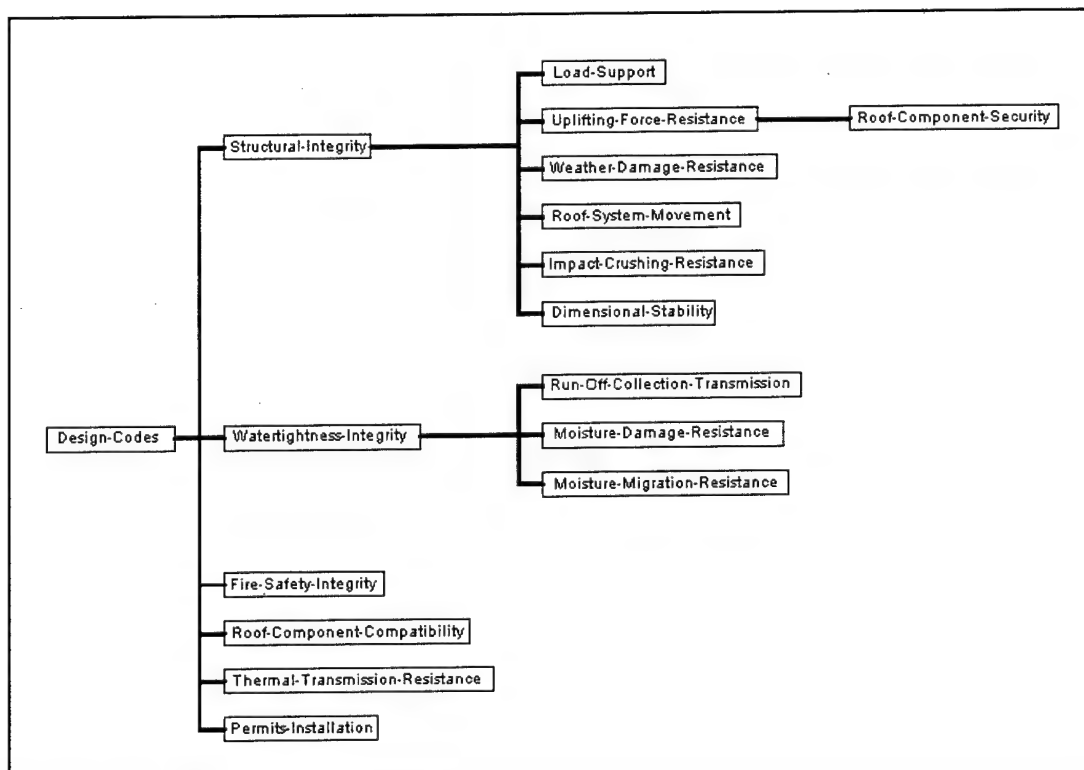 Load-Support
Uplifting-Force-Resistance
Roof-Component-Security
Structural-Integrity
Weather-Damage-Resistance
Roof-System-Movement
Impact-Crushing-Resistance
Dimensional-Stability
Run-Off-Collection-Transmission
Design-Codes
Watertightness-Integrity
Moisture-Damage-Resistance
Moisture-Migration-Resistance
Fire-Safety-Integrity
Roof-Component-Compatibility
Thermal-Transmission-Resistance
Permits-Installation